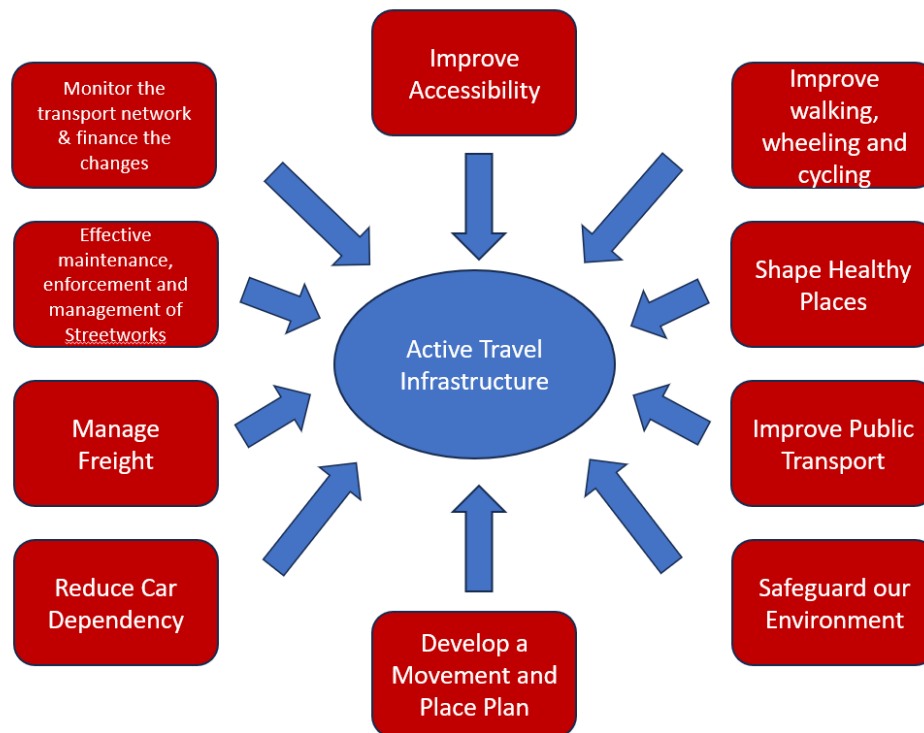 Improve
Accessibility
Monitor the
transport network
& finance the
changes
Improve
walking,
wheeling and
cycling
Effective
maintenance,
enforcement and
management of
Streetworks
Shape Healthy
Places
Active Travel
Infrastructure
Manage
Freight
Improve Public
Transport
Reduce Car
Dependency
Safeguard our
Environment
Develop a
Movement and
Place Plan